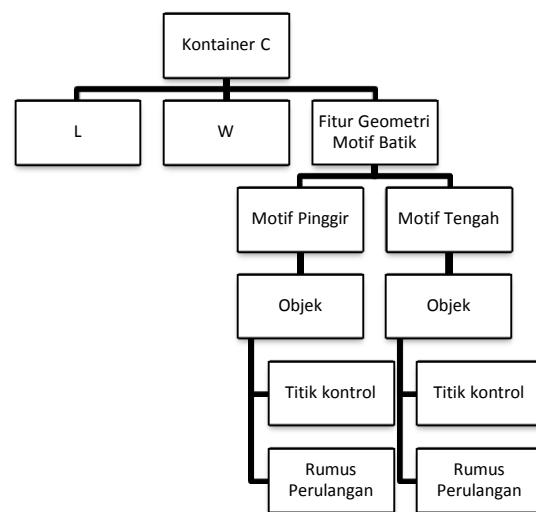 Kontainer C
L
W
Fitur Geometri
Motif Batik
Motif Pinggir
Motif Tengah
Objek
Objek
Titik kontrol
Titik kontrol
Rumus
Perulangan
Rumus
Perulangan